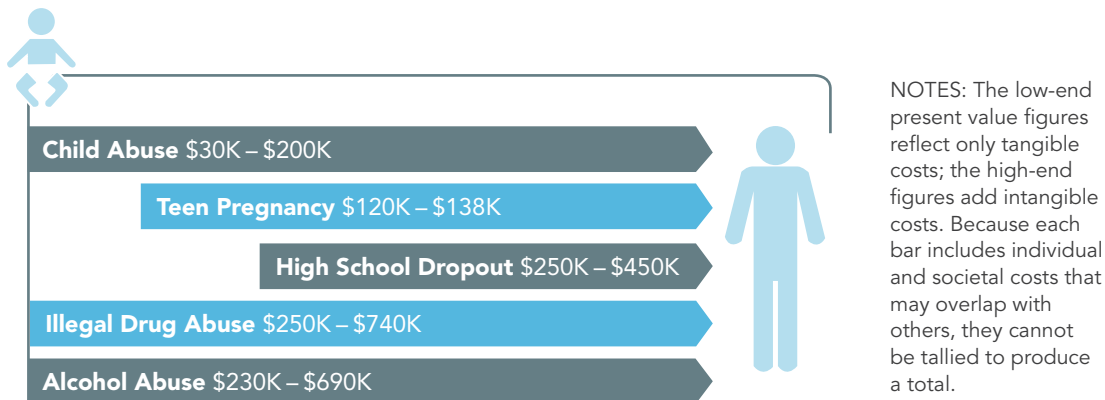 Child Abuse $30K – $200K
Teen Pregnancy $120K – $138K
High School Dropout $250K – $450K
Illegal Drug Abuse $250K – $740K
Alcohol Abuse $230K – $690K
NOTES: The low-end
present value figures
reflect only tangible
costs; the high-end
figures add intangible
costs. Because each
bar includes individual
and societal costs that
may overlap with
others, they cannot
be tallied to produce
a total.